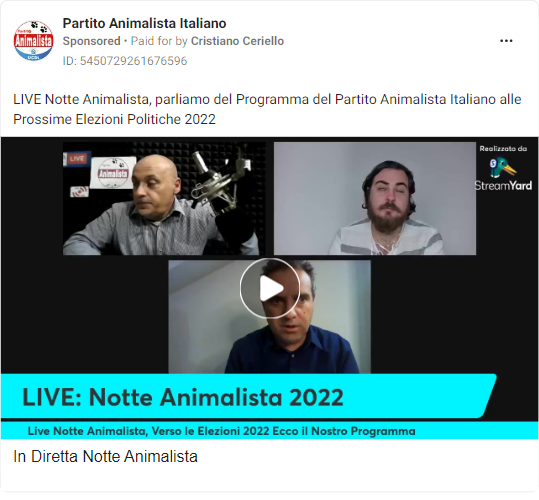 Partito Animalista Italiano
Sponsored • Paid for by Cristiano Ceriello
ID: 5450729261676596
LIVE Notte Animalista, parliamo del Programma del Partito Animalista Italiano alle
Prossime Elezioni Politiche 2022
Partito
Animalista
LIVE
Animalista
Realizzato da
StreamYard
LIVE: Notte Animalista 2022
Live Notte Animalista, Verso le Elezioni 2022 Ecco il Nostro Programma
In Diretta Notte Animalista